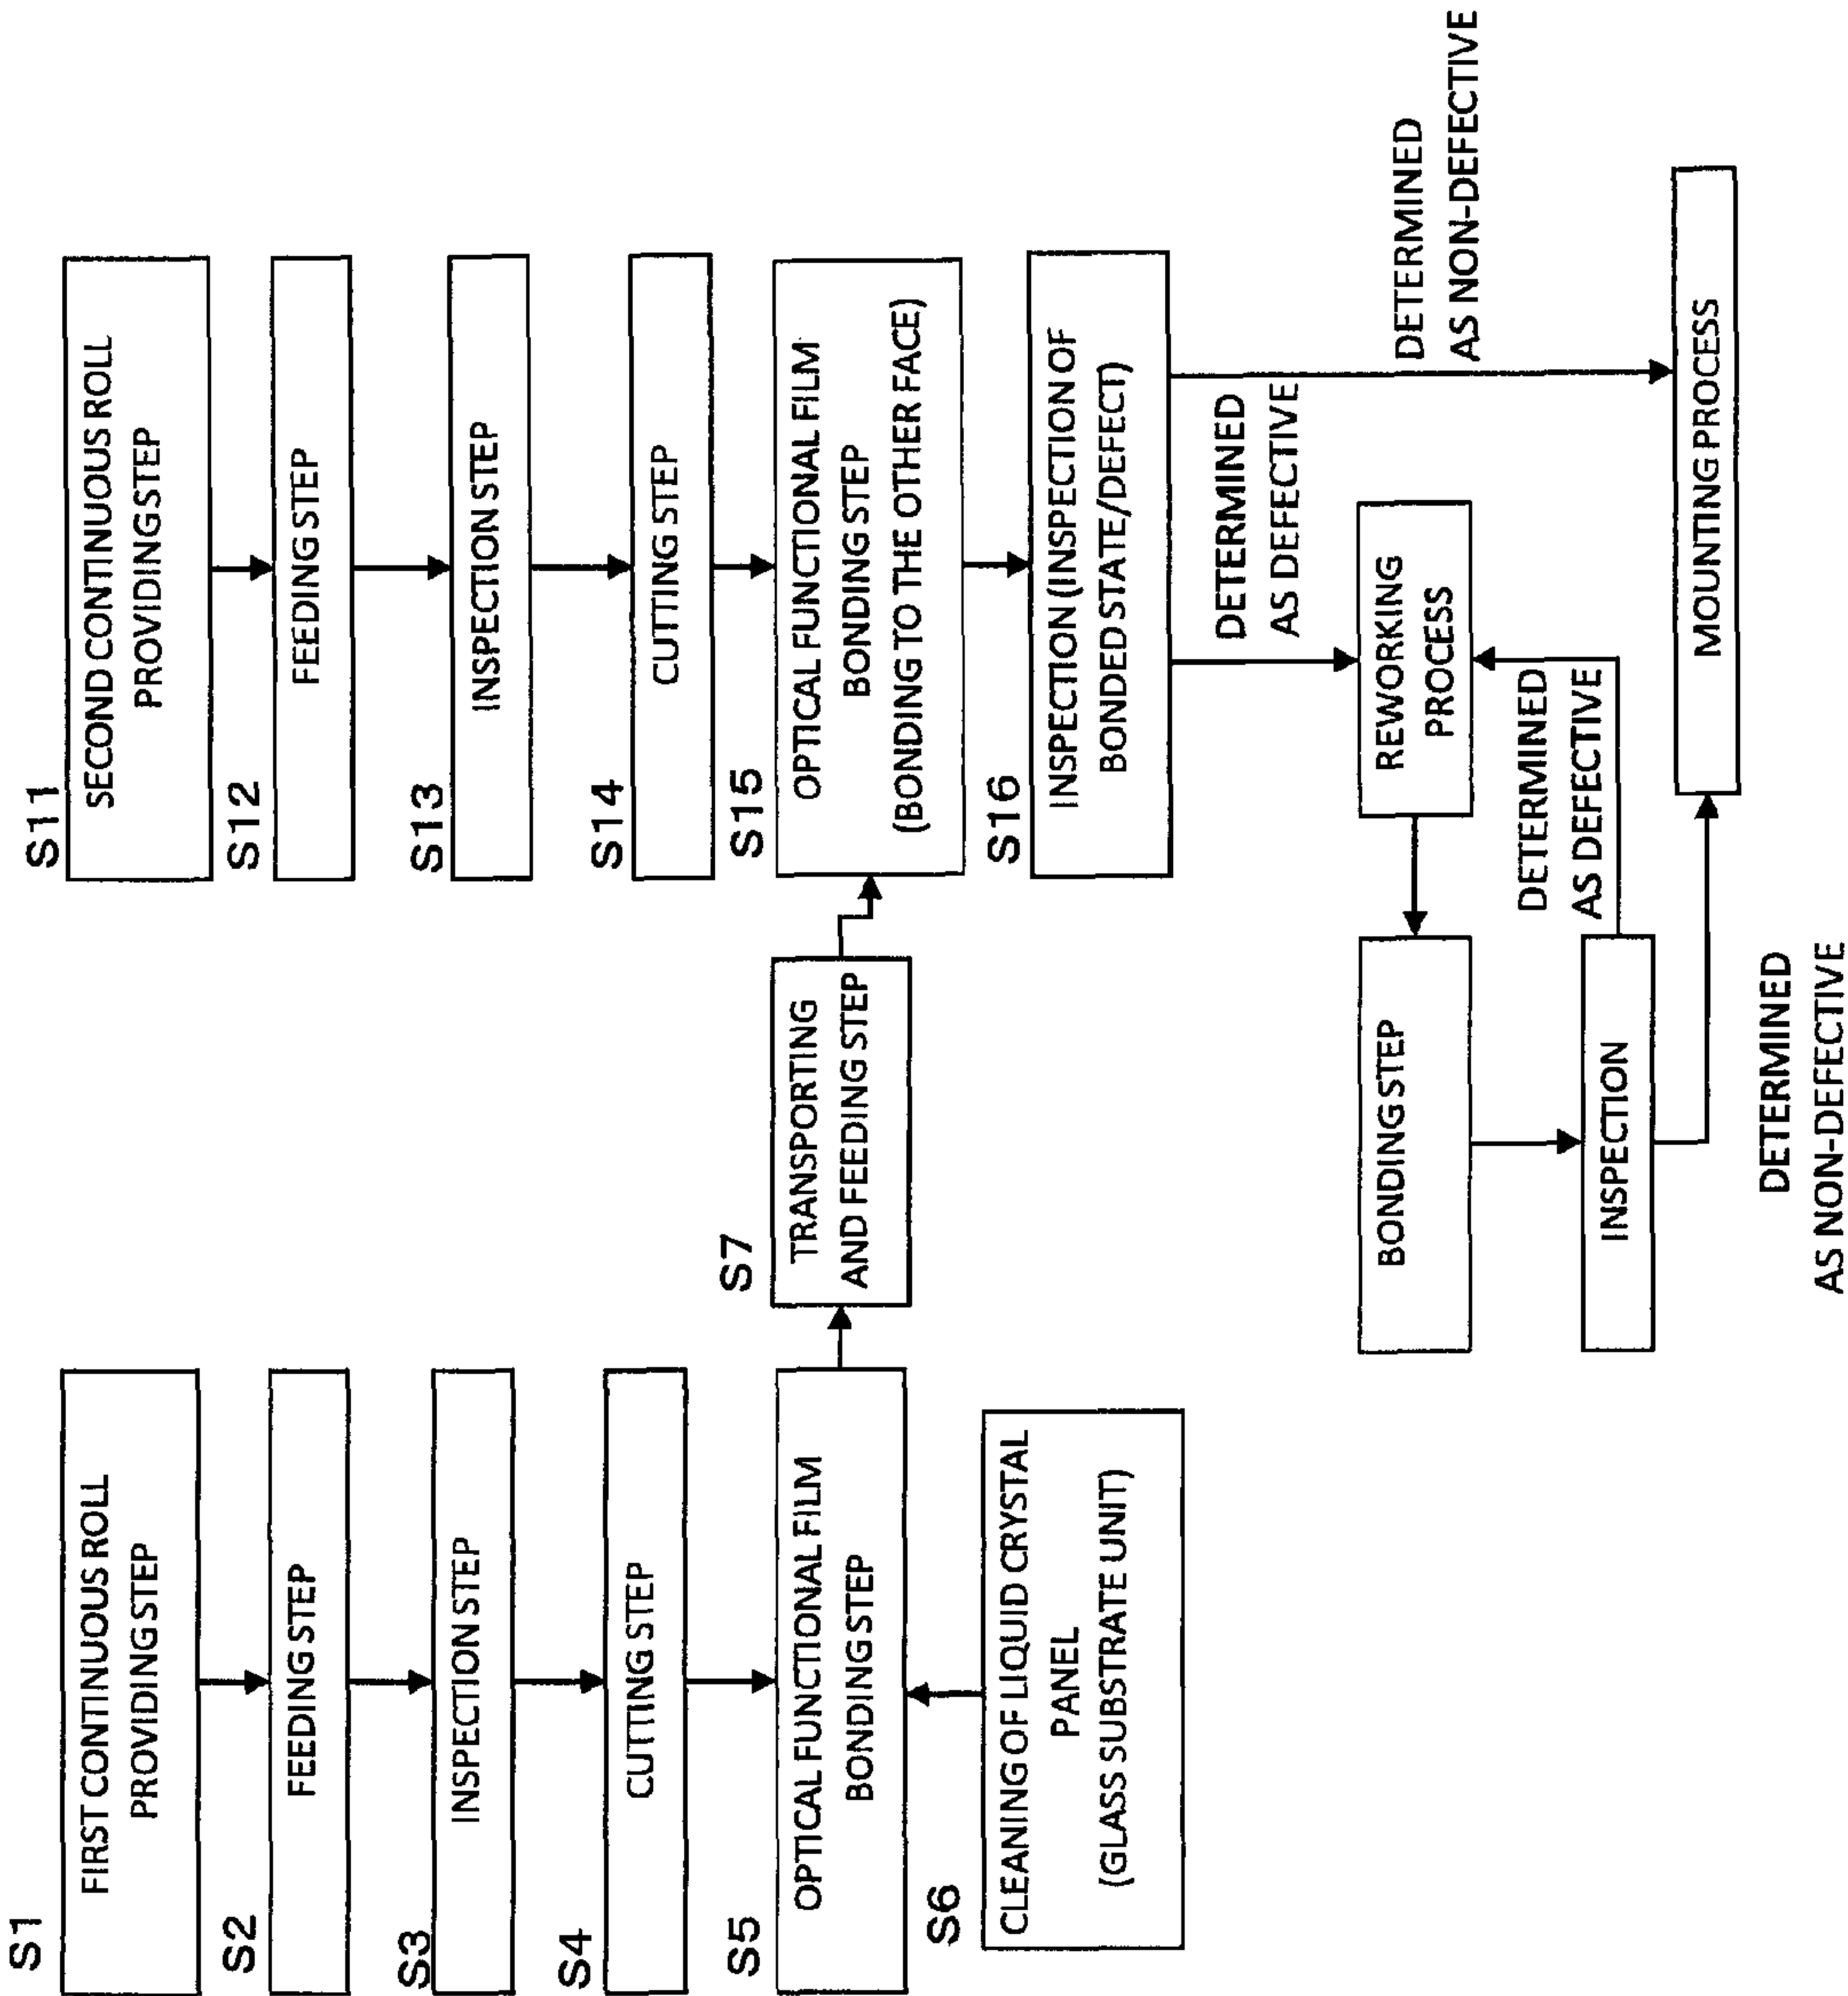 S1
FIRST CONTINUOUS ROLL
PROVIDING STEP
S2
FEEDING STEP
S3
INSPECTION STEP
S4
CUTTING STEP
S5
OPTICAL FUNCTIONAL FILM
BONDING STEP
S6
CLEANING OF LIQUID CRYSTAL
PANEL
(GLASS SUBSTRATE UNIT)
S7
TRANSPORTING
AND FEEDING STEP
S11
SECOND CONTINUOUS ROLL
PROVIDING STEP
S12
FEEDING STEP
S13
INSPECTION STEP
S14
CUTTING STEP
S15
OPTICAL FUNCTIONAL FILM
BONDING STEP
(BONDING TO THE OTHER FACE)
S16
INSPECTION (INSPECTION OF
BONDED STATE/DEFECT)
DETERMINED
AS DEFECTIVE
DETERMINED
AS NON-DEFECTIVE
REWORKING
PROCESS
BONDING STEP
DETERMINED
AS DEFECTIVE
INSPECTION
MOUNTING PROCESS
DETERMINED
AS NON-DEFECTIVE